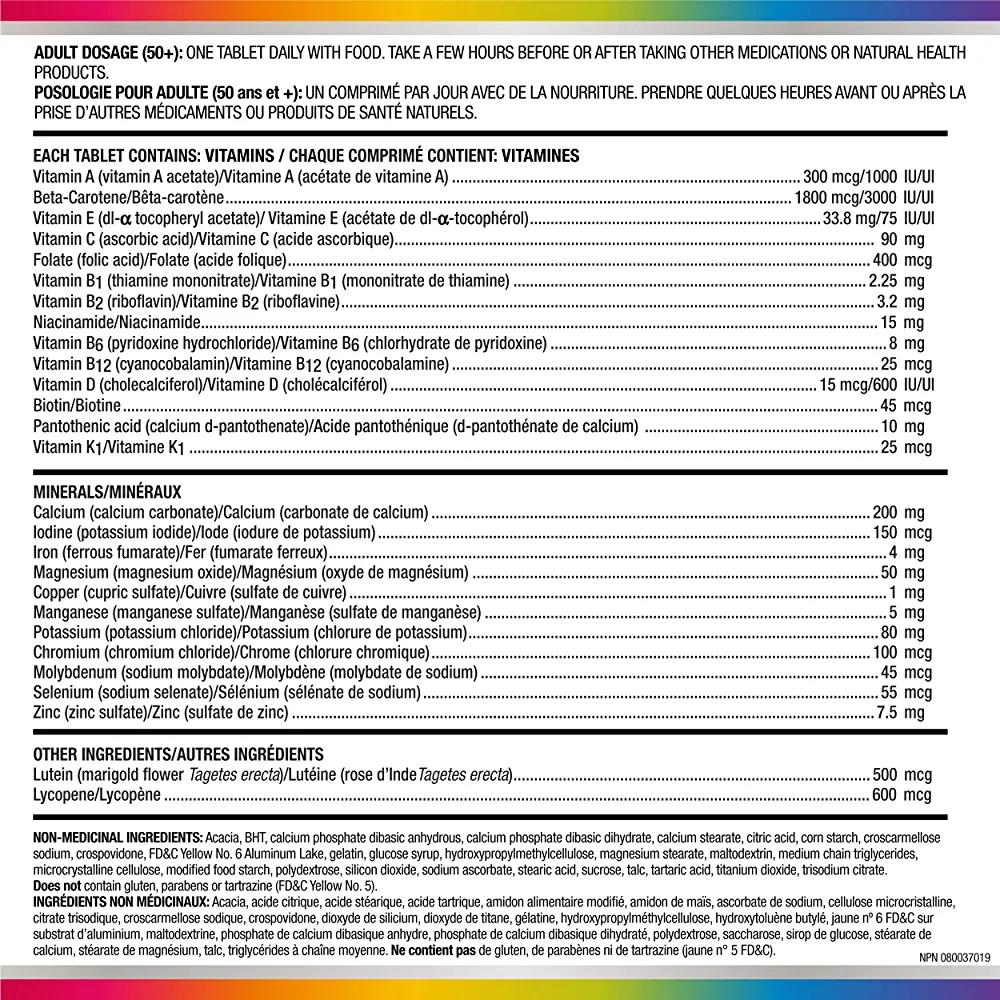 ADULT DOSAGE (50+): ONE TABLET DAILY WITH FOOD. TAKE A FEW HOURS BEFORE OR AFTER TAKING OTHER MEDICATIONS OR NATURAL HEALTH
PRODUCTS.
POSOLOGIE POUR ADULTE (50 ans et +): UN COMPRIMÉ PAR JOUR AVEC DE LA NOURRITURE. PRENDRE QUELQUES HEURES AVANT OU APRÈS LA
PRISE D'AUTRES MÉDICAMENTS OU PRODUITS DE SANTÉ NATURELS.
EACH TABLET CONTAINS: VITAMINS / CHAQUE COMPRIMÉ CONTIENT: VITAMINES
Vitamin A (vitamin A acetate)/Vitamine A (acétate de vitamine A) ... 300 mcg/1000 IU/UI
Beta-Carotene/Bêta-carotène ... 1800 mcg/3000 IU/UI
Vitamin E (dl-α tocopheryl acetate)/ Vitamine E (acétate de dl-α-tocophérol) ... 33.8 mg/75 IU/UI
Vitamin C (ascorbic acid)/Vitamine C (acide ascorbique) ... 90 mg
Folate (folic acid)/Folate (acide folique) ... 400 mcg
Vitamin B1 (thiamine mononitrate)/Vitamine B1 (mononitrate de thiamine) ... 2.25 mg
Vitamin B2 (riboflavin)/Vitamine B2 (riboflavine) ... 3.2 mg
Niacinamide/Niacinamide ... 15 mg
Vitamin B6 (pyridoxine hydrochloride)/Vitamine B6 (chlorhydrate de pyridoxine) ... 8 mg
Vitamin B12 (cyanocobalamin)/Vitamine B12 (cyanocobalamine) ... 25 mcg
Vitamin D (cholecalciferol)/Vitamine D (cholécalciférol) ... 15 mcg/600 IU/UI
Biotin/Biotine ... 45 mcg
Pantothenic acid (calcium d-pantothenate)/Acide pantothénique (d-pantothénate de calcium) ... 10 mg
Vitamin K1/Vitamine K1 ... 25 mcg
MINERALS/MINÉRAUX
Calcium (calcium carbonate)/Calcium (carbonate de calcium) ... 200 mg
Iodine (potassium iodide)/Iode (iodure de potassium) ... 150 mcg
Iron (ferrous fumarate)/Fer (fumarate ferreux) ... 4 mg
Magnesium (magnesium oxide)/Magnésium (oxyde de magnésium) ... 50 mg
Copper (cupric sulfate)/Cuivre (sulfate de cuivre) ... 1 mg
Manganese (manganese sulfate)/Manganèse (sulfate de manganèse) ... 5 mg
Potassium (potassium chloride)/Potassium (chlorure de potassium) ... 80 mg
Chromium (chromium chloride)/Chrome (chlorure chromique) ... 100 mcg
Molybdenum (sodium molybdate)/Molybdène (molybdate de sodium) ... 45 mcg
Selenium (sodium selenate)/Sélénium (sélénate de sodium) ... 55 mcg
Zinc (zinc sulfate)/Zinc (sulfate de zinc) ... 7.5 mg
OTHER INGREDIENTS/AUTRES INGRÉDIENTS
Lutein (marigold flower Tagetes erecta)/Lutéine (rose d'Inde Tagetes erecta) ... 500 mcg
Lycopene/Lycopène ... 600 mcg
NON-MEDICINAL INGREDIENTS: Acacia, BHT, calcium phosphate dibasic anhydrous, calcium phosphate dibasic dihydrate, calcium stearate, citric acid, corn starch, croscarmellose
sodium, crospovidone, FD&C Yellow No. 6 Aluminum Lake, gelatin, glucose syrup, hydroxypropylmethylcellulose, magnesium stearate, maltodextrin, medium chain triglycerides,
microcrystalline cellulose, modified food starch, polydextrose, silicon dioxide, sodium ascorbate, stearic acid, sucrose, talc, tartaric acid, titanium dioxide, trisodium citrate.
Does not contain gluten, parabens or tartrazine (FD&C Yellow No. 5).
INGRÉDIENTS NON MÉDICINAUX: Acacia, acide citrique, acide stéarique, acide tartrique, amidon alimentaire modifié, amidon de maïs, ascorbate de sodium, cellulose microcristalline,
citrate trisodique, croscarmellose sodique, crospovidone, dioxyde de silicium, dioxyde de titane, gélatine, hydroxypropylméthylcellulose, hydroxytoluène butylé, jaune nº 6 FD&C sur
substrat d'aluminium, maltodextrine, phosphate de calcium dibasique anhydre, phosphate de calcium dibasique dihydraté, polydextrose, saccharose, sirop de glucose, stéarate de
calcium, stéarate de magnésium, talc, triglycérides à chaîne moyenne. Ne contient pas de gluten, de parabènes ni de tartrazine (jaune n° 5 FD&C).
NPN 080037019